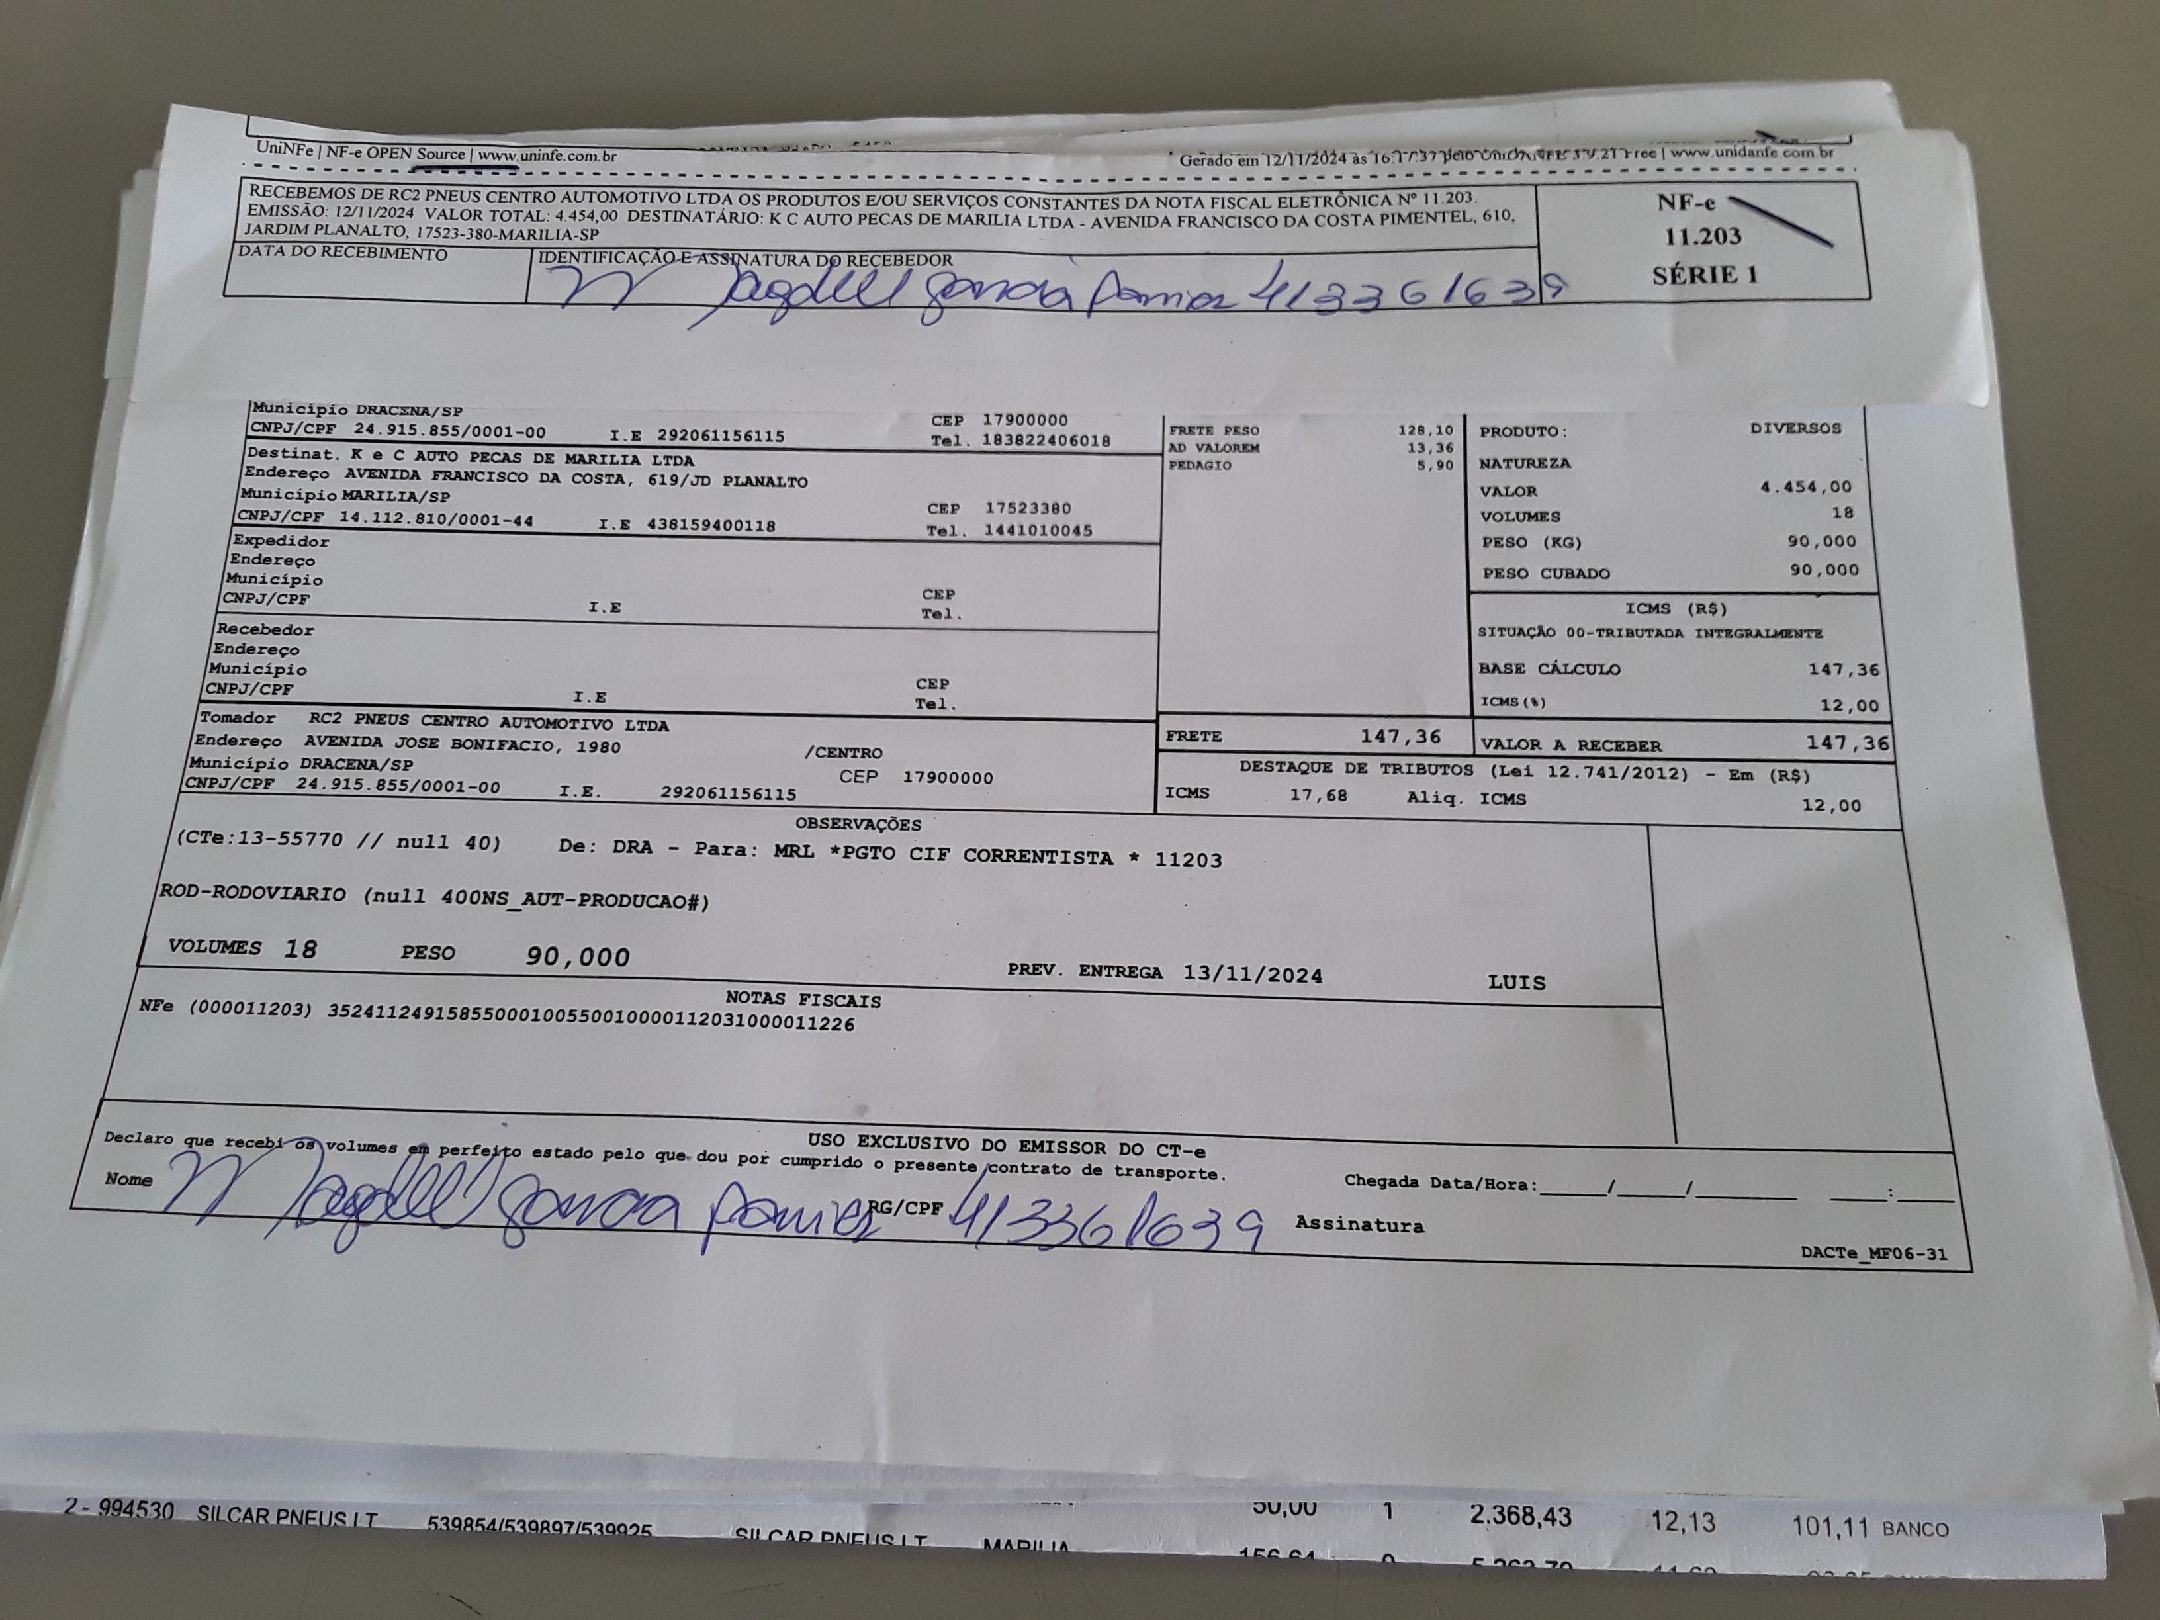 UniNFe | NF-e OPEN Source | www.uninfe.com.br
Gerado em 12/11/2024 às Free | www.unidanfe.com.br
RECEBEMOS DE RC2 PNEUS CENTRO AUTOMOTIVO LTDA OS PRODUTOS E/OU SERVIÇOS CONSTANTES DA NOTA FISCAL ELETRÔNICA Nº 11.203.
EMISSÃO: 12/11/2024 VALOR TOTAL: 4.454,00 DESTINATÁRIO: K C AUTO PECAS DE MARILIA LTDA - AVENIDA FRANCISCO DA COSTA PIMENTEL, 610,
JARDIM PLANALTO, 17523-380-MARILIA-SP
DATA DO RECEBIMENTO
IDENTIFICAÇÃO E ASSINATURA DO RECEBEDOR
413361639
NF-e
11.203
SÉRIE 1
Município DRACENA/SP CEP 17900000
CNPJ/CPF 24.915.855/0001-00 I.E 292061156115 Tel. 183822406018
Destinat. K e C AUTO PECAS DE MARILIA LTDA
Endereço AVENIDA FRANCISCO DA COSTA, 619/JD PLANALTO
Município MARILIA/SP CEP 17523380
CNPJ/CPF 14.112.810/0001-44 I.E 438159400118 Tel. 1441010045
Expedidor
Endereço
Município CEP
CNPJ/CPF I.E Tel.
Recebedor
Endereço
Município CEP
CNPJ/CPF I.E Tel.
Tomador RC2 PNEUS CENTRO AUTOMOTIVO LTDA
Endereço AVENIDA JOSE BONIFACIO, 1980 /CENTRO
Município DRACENA/SP CEP 17900000
CNPJ/CPF 24.915.855/0001-00 I.E. 292061156115
FRETE PESO 128,10
AD VALOREM 13,36
PEDAGIO 5,90
FRETE 147,36
PRODUTO: DIVERSOS
NATUREZA
VALOR 4.454,00
VOLUMES 18
PESO (KG) 90,000
PESO CUBADO 90,000
ICMS (R$)
SITUAÇÃO 00-TRIBUTADA INTEGRALMENTE
BASE CÁLCULO 147,36
ICMS(%) 12,00
VALOR A RECEBER 147,36
DESTAQUE DE TRIBUTOS (Lei 12.741/2012) - Em (R$)
ICMS 17,68 Aliq. ICMS 12,00
OBSERVAÇÕES
(CTe:13-55770 // null 40) De: DRA - Para: MRL *PGTO CIF CORRENTISTA * 11203
ROD-RODOVIARIO (null 400NS_AUT-PRODUCAO#)
VOLUMES 18 PESO 90,000 PREV. ENTREGA 13/11/2024 LUIS
NOTAS FISCAIS
NFe (000011203) 35241124915855000100550010000112031000011226
USO EXCLUSIVO DO EMISSOR DO CT-e
Declaro que recebi os volumes em perfeito estado pelo que dou por cumprido o presente contrato de transporte.
Chegada Data/Hora:_____/_____/_______ ____:____
Nome RG/CPF 413361639 Assinatura
DACTe_MF06-31
2 - 994530 SILCAR PNEUS LT 539854/539897/539925 SILCAR PNEUS LT MARILIA 50,00 1 2.368,43 12,13 101,11 BANCO